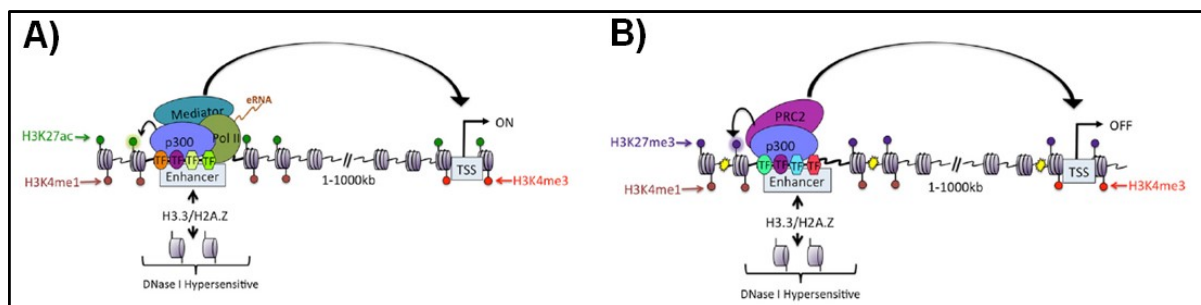 A)
eRNA
Mediator
ON
H3K27ac
p300
Pol II
TF TF TF TF
Enhancer
1-1000kb
TSS
H3K4me1
H3K4me3
H3.3/H2A.Z
DNase I Hypersensitive
B)
PRC2
OFF
H3K27me3
p300
TF TF TF TF
Enhancer
1-1000kb
TSS
H3K4me1
H3K4me3
H3.3/H2A.Z
DNase I Hypersensitive